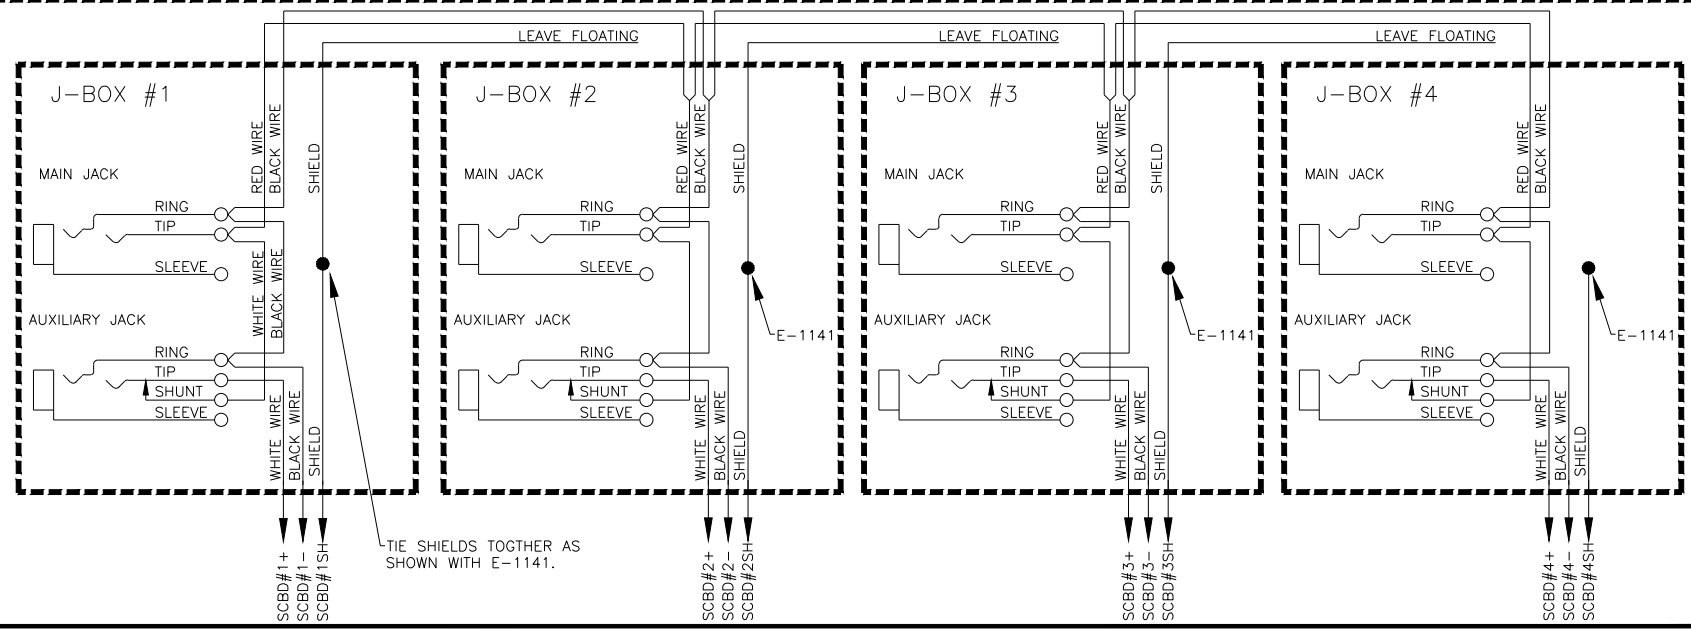 LEAVE FLOATING
LEAVE FLOATING
LEAVE FLOATING
J-BOX #1
RED WIRE
BLACK WIRE
SHIELD
MAIN JACK
RING
TIP
SLEEVE
WHITE WIRE
BLACK WIRE
AUXILIARY JACK
RING
TIP
SHUNT
SLEEVE
WHITE WIRE
BLACK WIRE
SHIELD
SCBD#1+
SCBD#1-
SCBD#1SH
TIE SHIELDS TOGTHER AS
SHOWN WITH E-1141.
J-BOX #2
RED WIRE
BLACK WIRE
SHIELD
MAIN JACK
RING
TIP
SLEEVE
E-1141
AUXILIARY JACK
RING
TIP
SHUNT
SLEEVE
WHITE WIRE
BLACK WIRE
SHIELD
SCBD#2+
SCBD#2-
SCBD#2SH
J-BOX #3
RED WIRE
BLACK WIRE
SHIELD
MAIN JACK
RING
TIP
SLEEVE
E-1141
AUXILIARY JACK
RING
TIP
SHUNT
SLEEVE
WHITE WIRE
BLACK WIRE
SHIELD
SCBD#3+
SCBD#3-
SCBD#3SH
J-BOX #4
RED WIRE
BLACK WIRE
MAIN JACK
RING
TIP
SLEEVE
E-1141
AUXILIARY JACK
RING
TIP
SHUNT
SLEEVE
WHITE WIRE
BLACK WIRE
SHIELD
SCBD#4+
SCBD#4-
SCBD#4SH